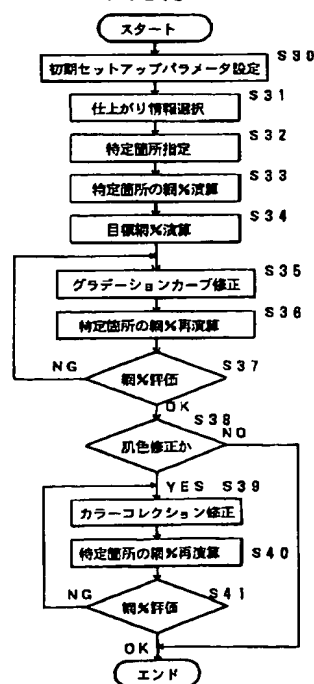 スタート
初期セットアップパラメータ設定 S30
仕上がり情報選択 S31
特定箇所指定 S32
特定箇所の網%演算 S33
目標網%演算 S34
グラデーションカーブ修正 S35
特定箇所の網%再演算 S36
NG 網%評価 S37
OK
肌色修正か S38 NO
YES
カラーコレクション修正 S39
特定箇所の網%再演算 S40
NG 網%評価 S41
OK
エンド